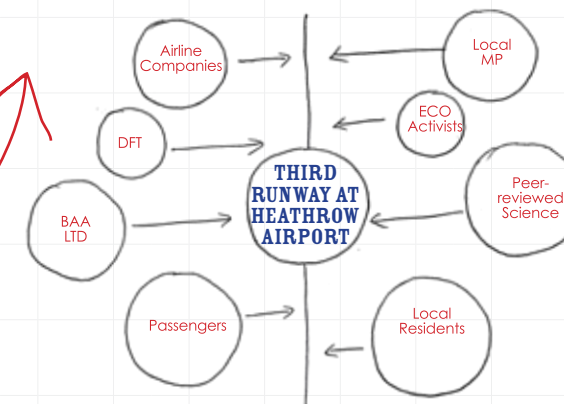 Airline
Companies
Local
MP
ECO
Activists
DFT
THIRD
RUNWAY AT
HEATHROW
AIRPORT
Peer-
reviewed
Science
BAA
LTD
Passengers
Local
Residents